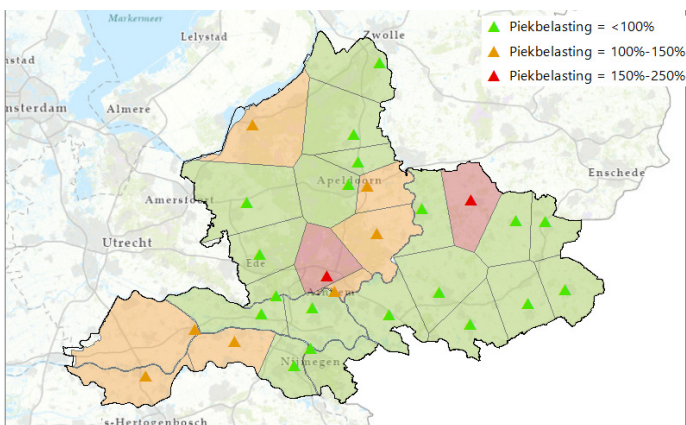 Markermeer
Lelystad
Zwolle
Piekbelasting = <100%
Piekbelasting = 100%-150%
Piekbelasting = 150%-250%
nstad
msterdam
Almere
Enschede
Apeldoorn
Amersfoort
Utrecht
Ede
Arnhem
Nijmegen
's-Hertogenbosch